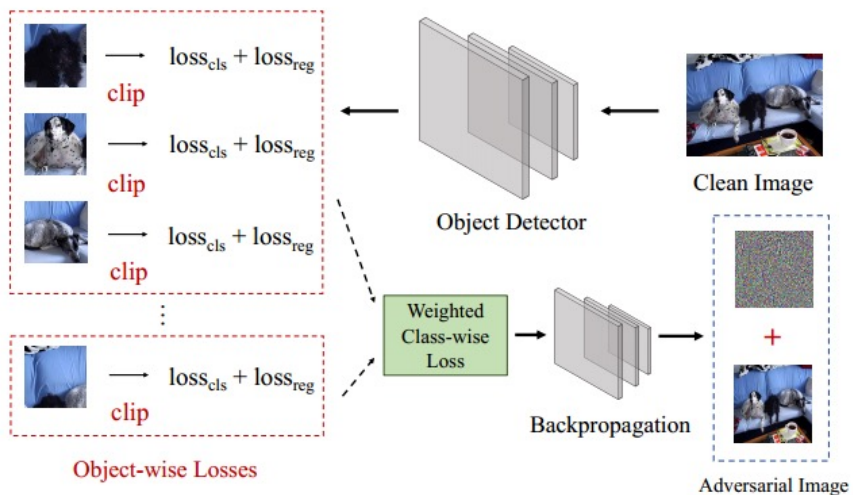 loss_cls + loss_reg
clip
loss_cls + loss_reg
clip
loss_cls + loss_reg
clip
loss_cls + loss_reg
clip
Object-wise Losses
Object Detector
Clean Image
Weighted
Class-wise
Loss
Backpropagation
+
Adversarial Image